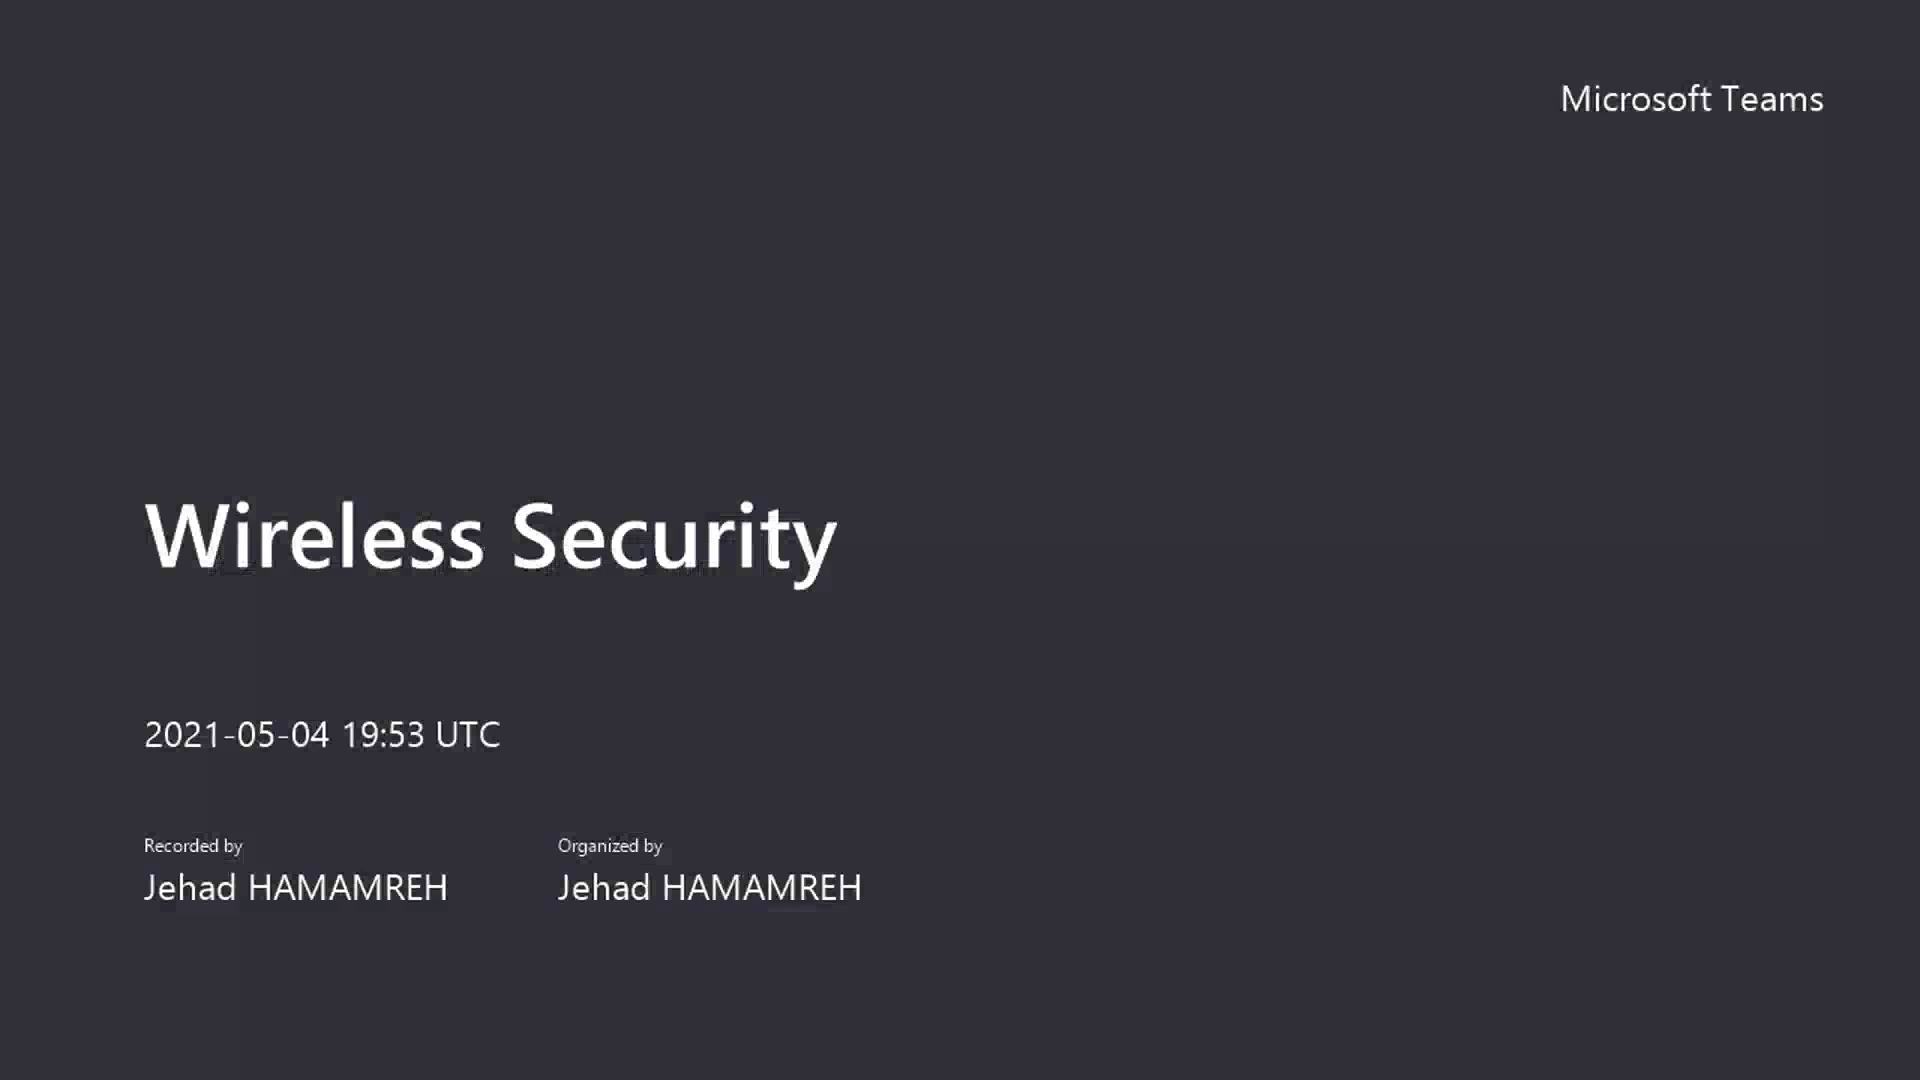 Microsoft Teams
Wireless Security
2021-05-04 19:53 UTC
Recorded by
Jehad HAMAMREH
Organized by
Jehad HAMAMREH